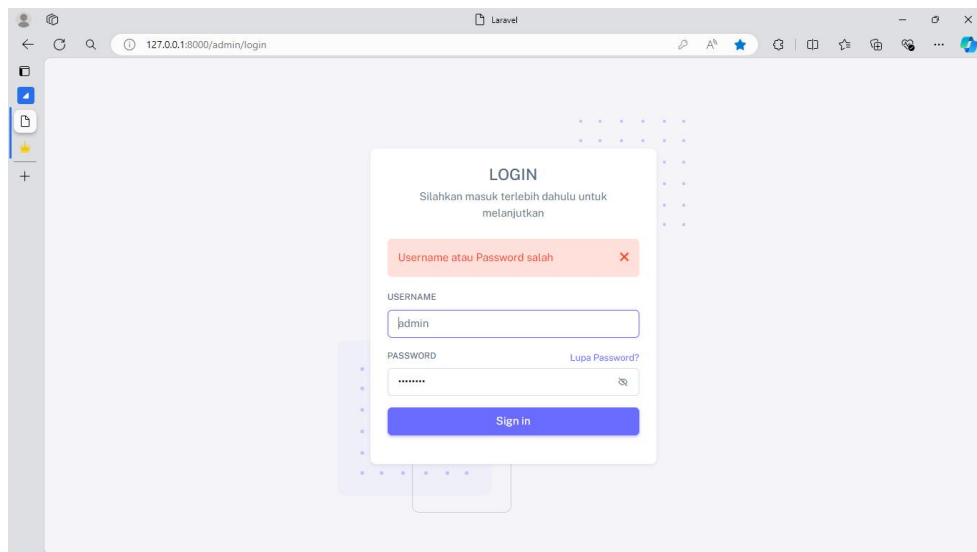 Laravel
127.0.0.1:8000/admin/login
LOGIN
Silahkan masuk terlebih dahulu untuk
melanjutkan
Username atau Password salah
USERNAME
admin
PASSWORD Lupa Password?
Sign in